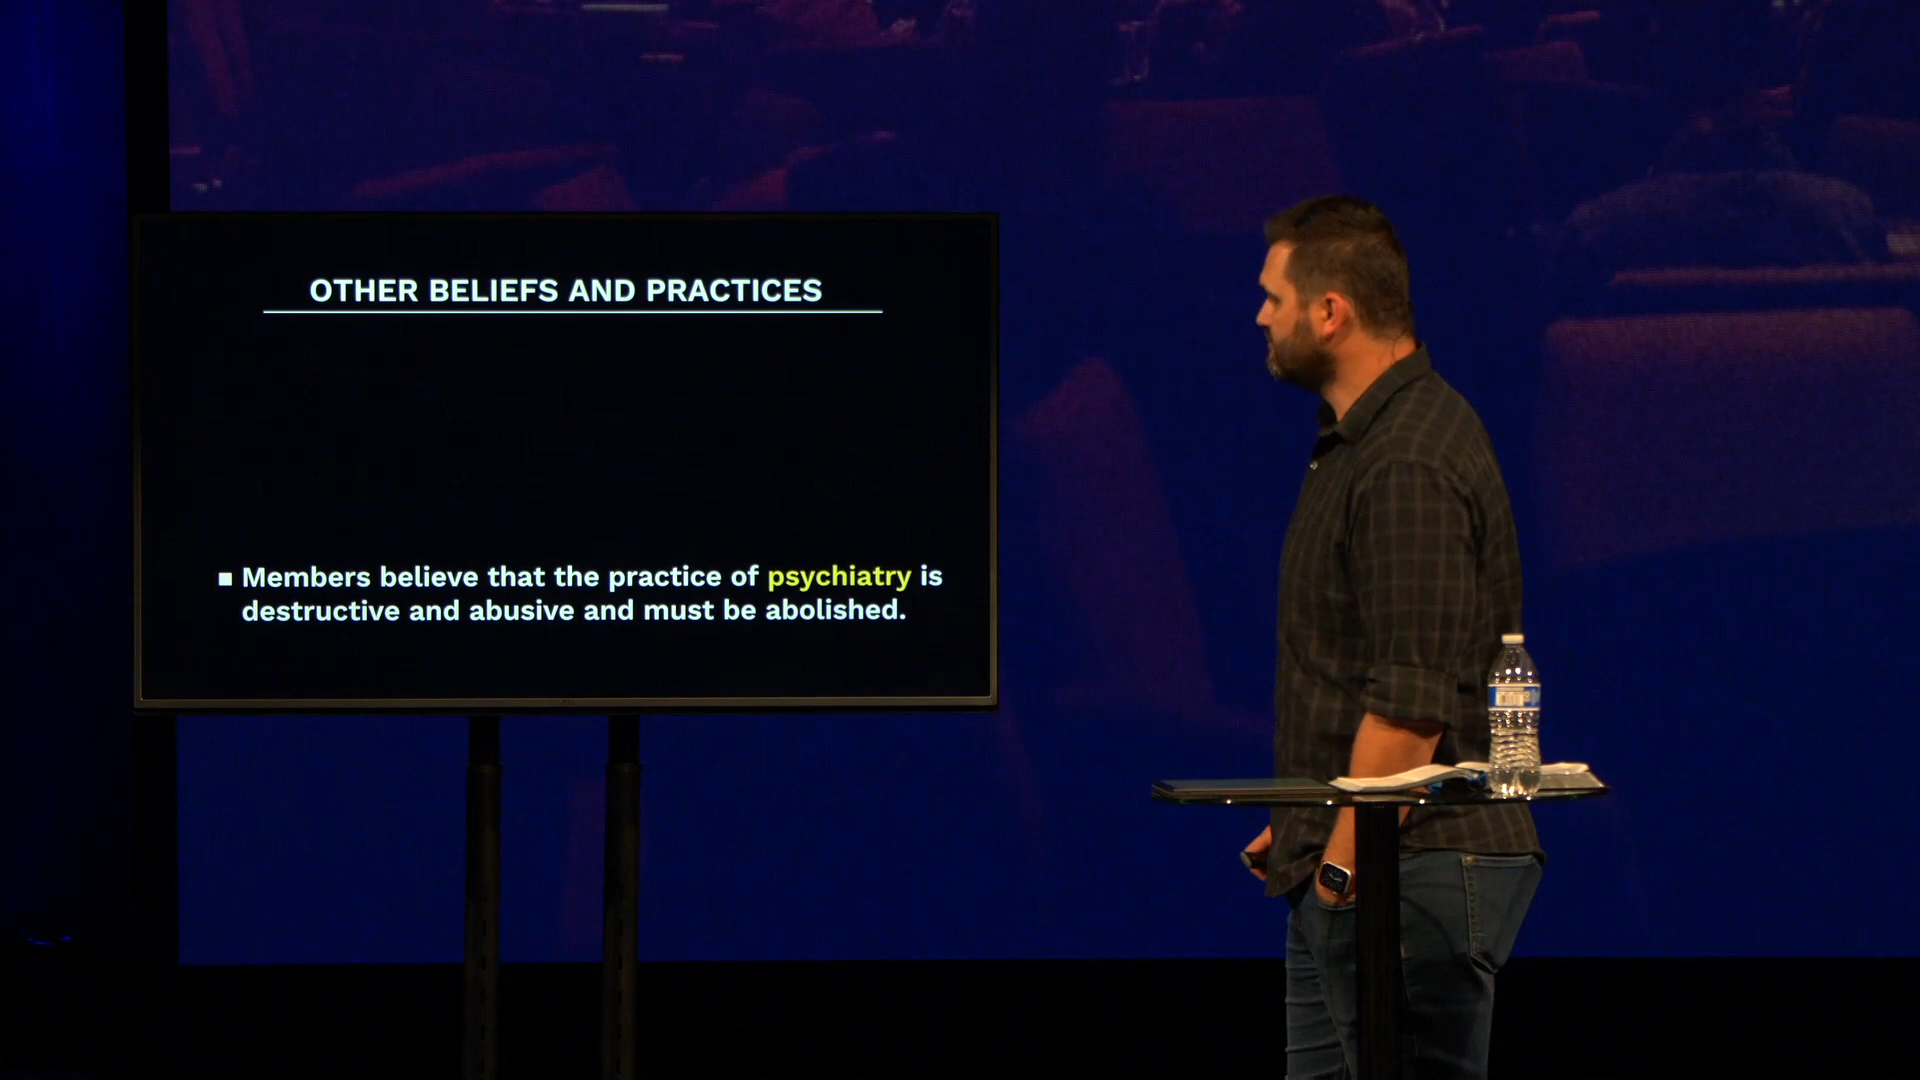 OTHER BELIEFS AND PRACTICES
▪ Members believe that the practice of psychiatry is
destructive and abusive and must be abolished.